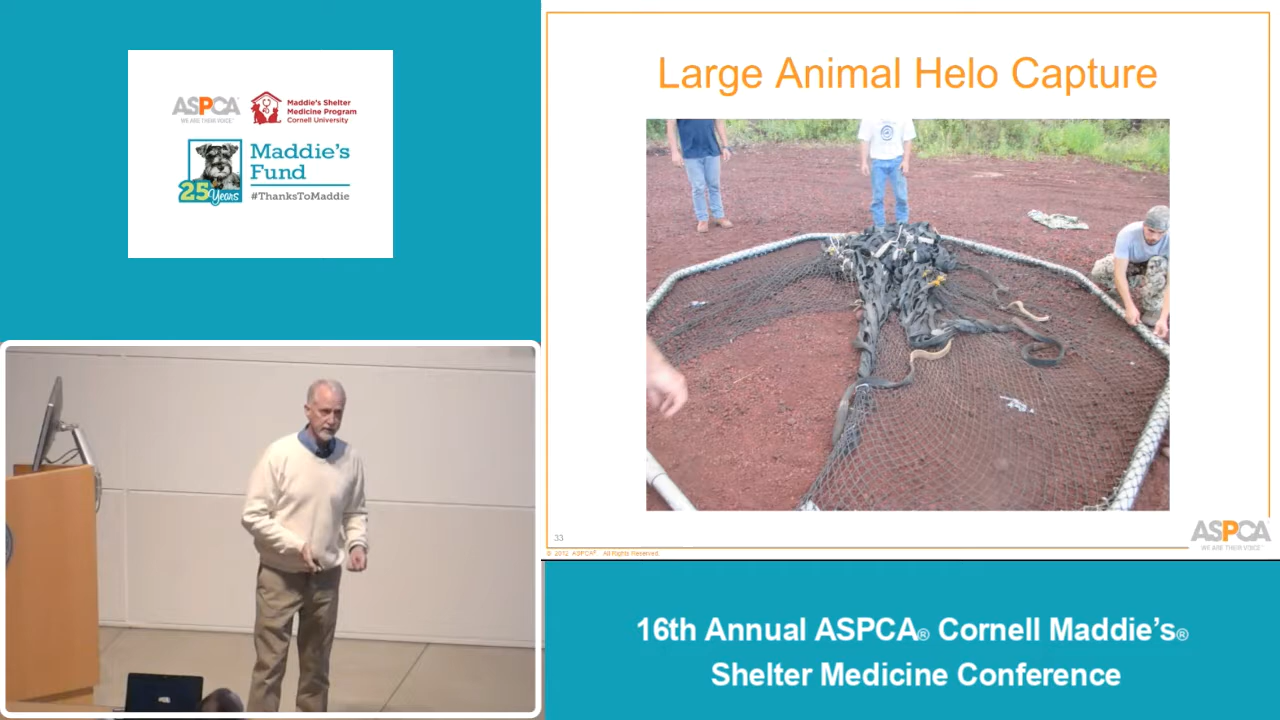 ASPCA
WE ARE THEIR VOICE
Maddie's Shelter
Medicine Program
Cornell University
25
Years
Maddie's
Fund
#ThanksToMaddie
Large Animal Helo Capture
33
© 2012 ASPCA®. All Rights Reserved.
ASPCA
WE ARE THEIR VOICE
16th Annual ASPCA® Cornell Maddie's®
Shelter Medicine Conference